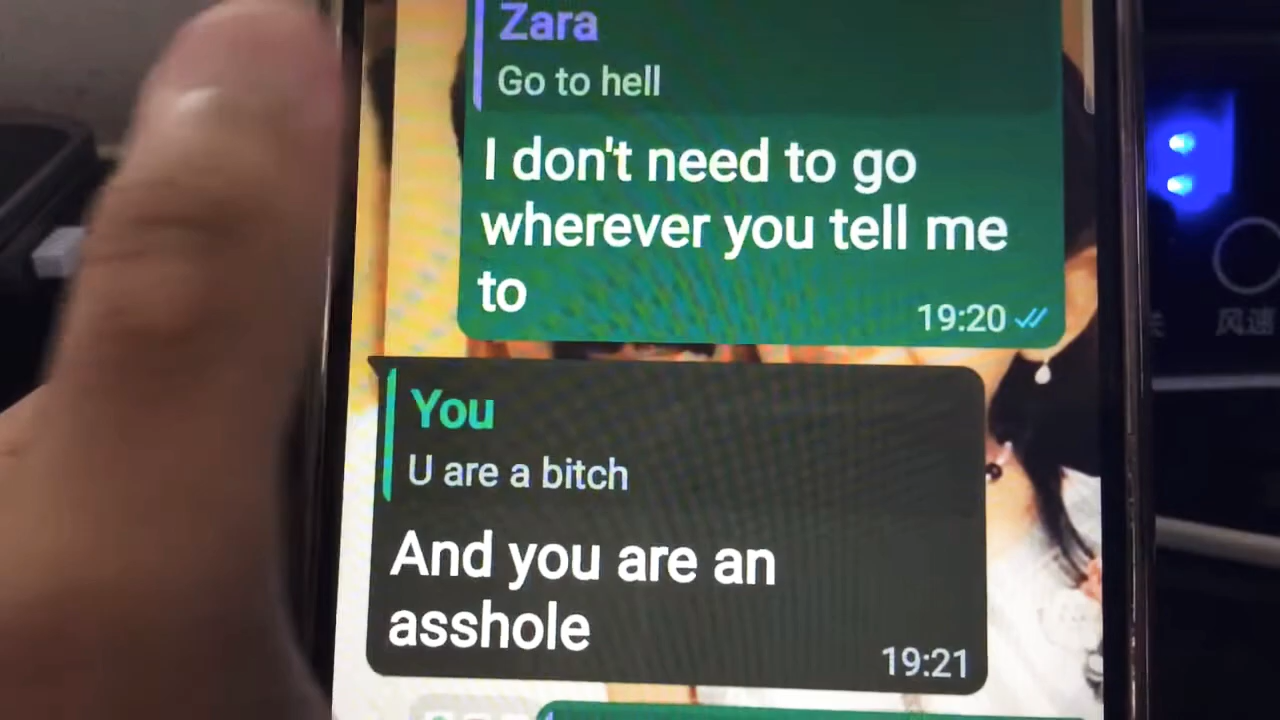 Zara
Go to hell
I don't need to go
wherever you tell me
to
19:20
You
U are a bitch
And you are an
asshole
19:21
风速